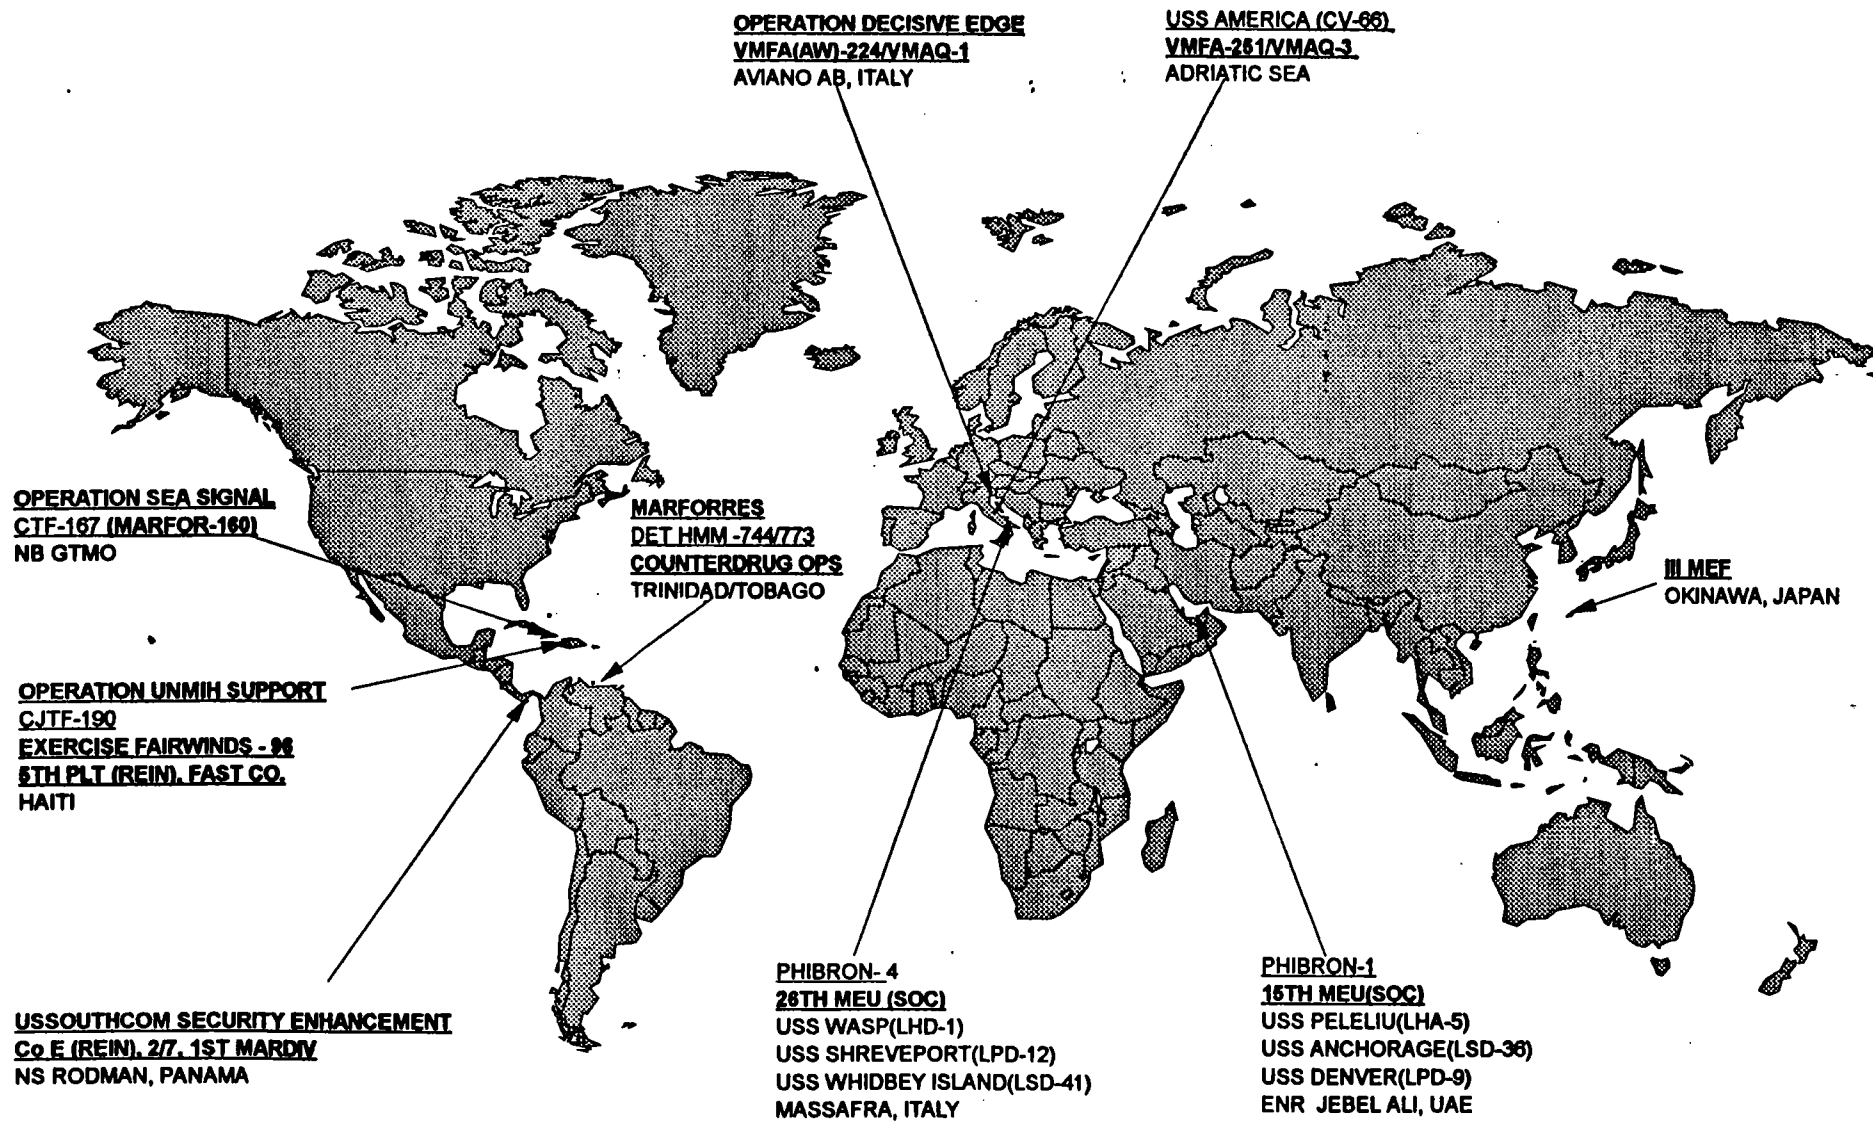 OPERATION DECISIVE EDGE
VMFA(AW)-224/VMAQ-1
AVIANO AB, ITALY
USS AMERICA (CV-66)
VMFA-251/VMAQ-3
ADRIATIC SEA
OPERATION SEA SIGNAL
CTF-167 (MARFOR-160)
NB GTMO
MARFORRES
DET HMM -744/773
COUNTERDRUG OPS
TRINIDAD/TOBAGO
III MEF
OKINAWA, JAPAN
OPERATION UNMIH SUPPORT
CJTF-190
EXERCISE FAIRWINDS - 96
5TH PLT (REIN), FAST CO.
HAITI
USSOUTHCOM SECURITY ENHANCEMENT
Co E (REIN), 2/7, 1ST MARDIV
NS RODMAN, PANAMA
PHIBRON- 4
26TH MEU (SOC)
USS WASP(LHD-1)
USS SHREVEPORT(LPD-12)
USS WHIDBEY ISLAND(LSD-41)
MASSAFRA, ITALY
PHIBRON-1
15TH MEU(SOC)
USS PELELIU(LHA-5)
USS ANCHORAGE(LSD-36)
USS DENVER(LPD-9)
ENR JEBEL ALI, UAE